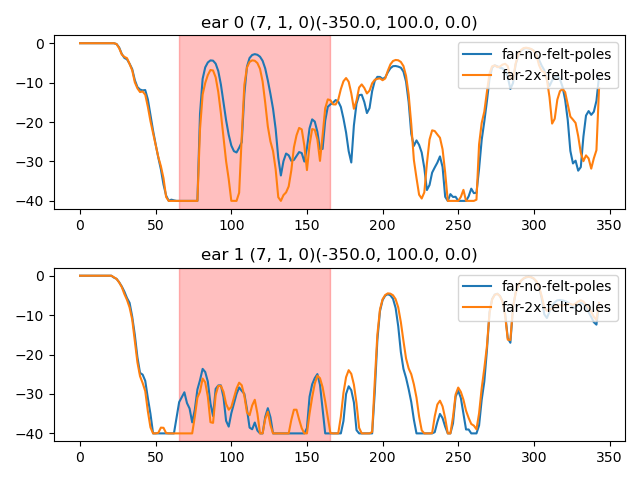 ear 0 (7, 1, 0)(-350.0, 100.0, 0.0)
0
−10
−20
−30
−40
far-no-felt-poles
far-2x-felt-poles
0 50 100 150 200 250 300 350
ear 1 (7, 1, 0)(-350.0, 100.0, 0.0)
0
−10
−20
−30
−40
far-no-felt-poles
far-2x-felt-poles
0 50 100 150 200 250 300 350